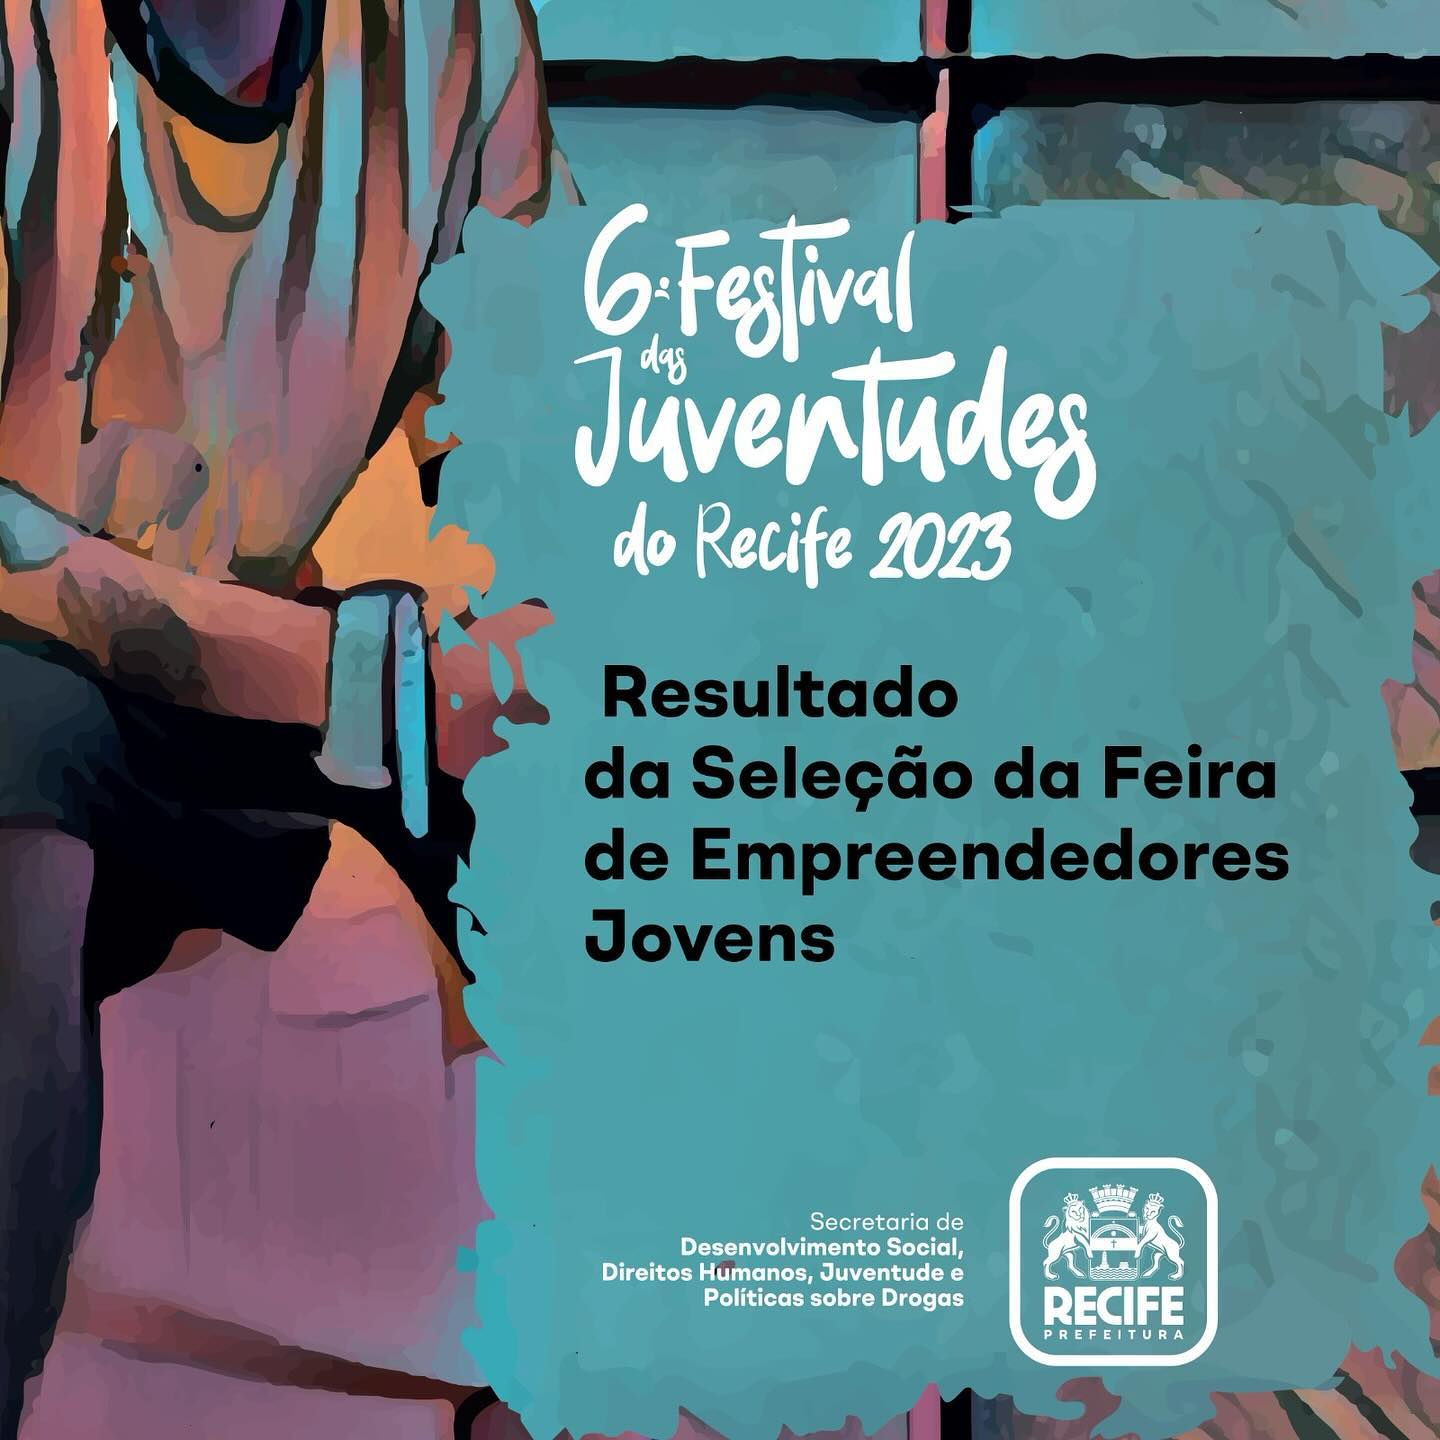 6º Festival
das
Juventudes
do Recife 2023
Resultado
da Seleção da Feira
de Empreendedores
Jovens
Secretaria de
Desenvolvimento Social,
Direitos Humanos, Juventude e
Políticas sobre Drogas
RECIFE
PREFEITURA